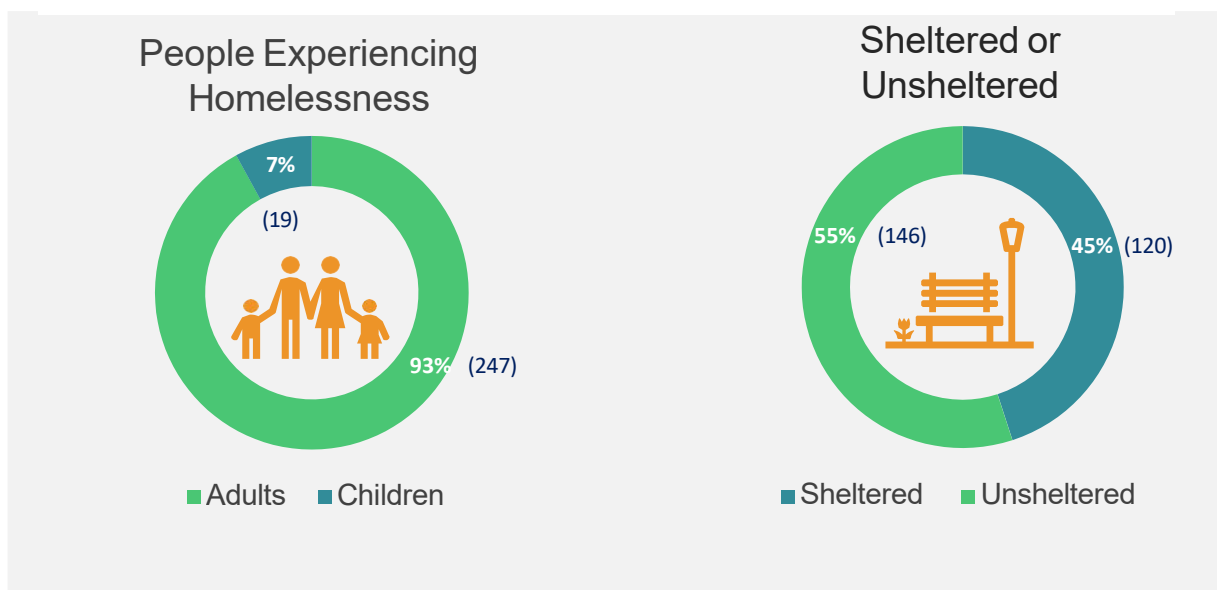 People Experiencing
Homelessness
7%
(19)
93%
(247)
Adults
Children
Sheltered or
Unsheltered
55%
(146)
45%
(120)
Sheltered
Unsheltered